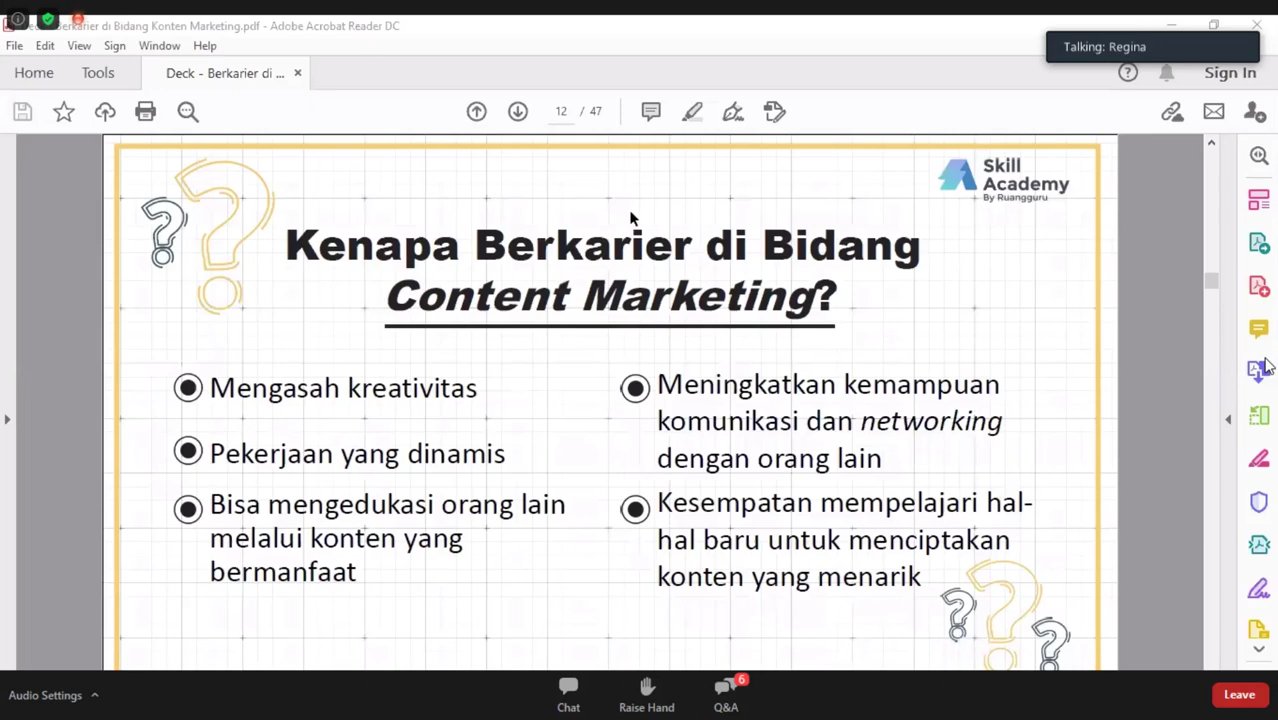 Berkarier di Bidang Konten Marketing.pdf - Adobe Acrobat Reader DC
File Edit View Sign Window Help
Talking: Regina
Home Tools Deck - Berkarier di ... × Sign In
12 / 47
Skill
Academy
By Ruangguru
Kenapa Berkarier di Bidang
Content Marketing?
Mengasah kreativitas
Pekerjaan yang dinamis
Bisa mengedukasi orang lain
melalui konten yang
bermanfaat
Meningkatkan kemampuan
komunikasi dan networking
dengan orang lain
Kesempatan mempelajari hal-
hal baru untuk menciptakan
konten yang menarik
Audio Settings
Chat
Raise Hand
6
Q&A
Leave